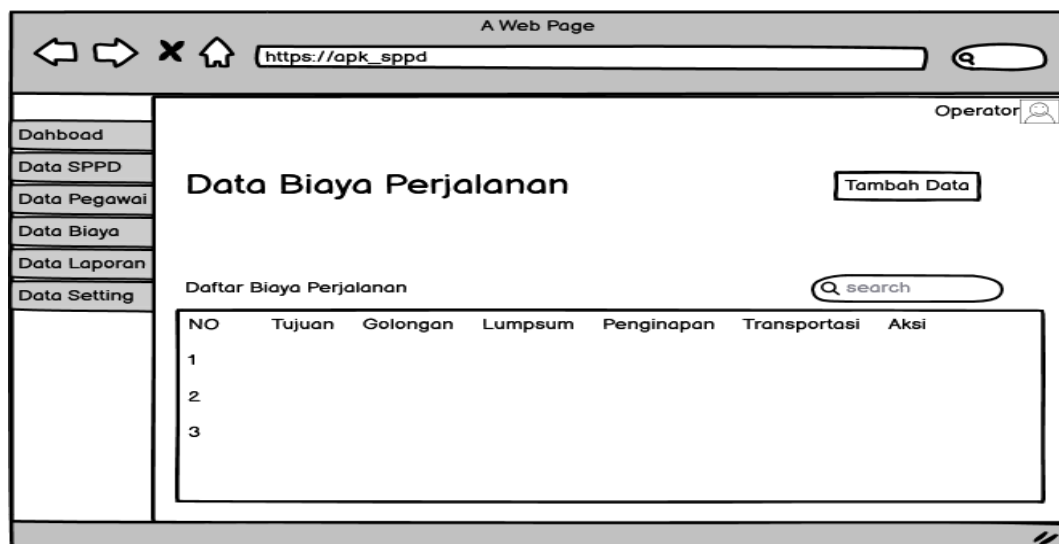 A Web Page
https://apk_sppd
Operator
Dahboad
Data SPPD
Data Pegawai
Data Biaya
Data Laporan
Data Setting
Data Biaya Perjalanan
Tambah Data
Daftar Biaya Perjalanan
search
NO Tujuan Golongan Lumpsum Penginapan Transportasi Aksi
1
2
3